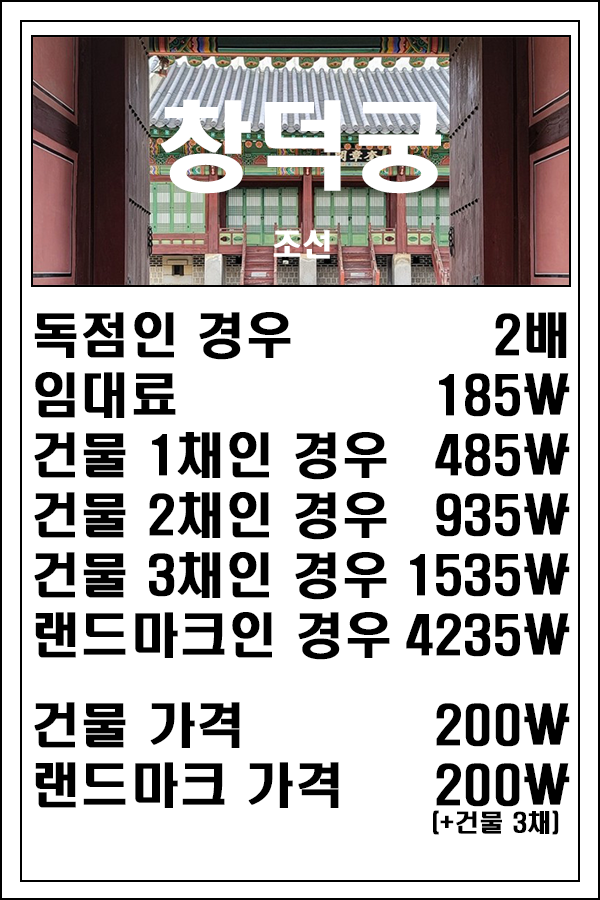 창덕궁
조선
독점인 경우 2배
임대료 185₩
건물 1채인 경우 485₩
건물 2채인 경우 935₩
건물 3채인 경우 1535₩
랜드마크인 경우 4235₩
건물 가격 200₩
랜드마크 가격 200₩
(+건물 3채)